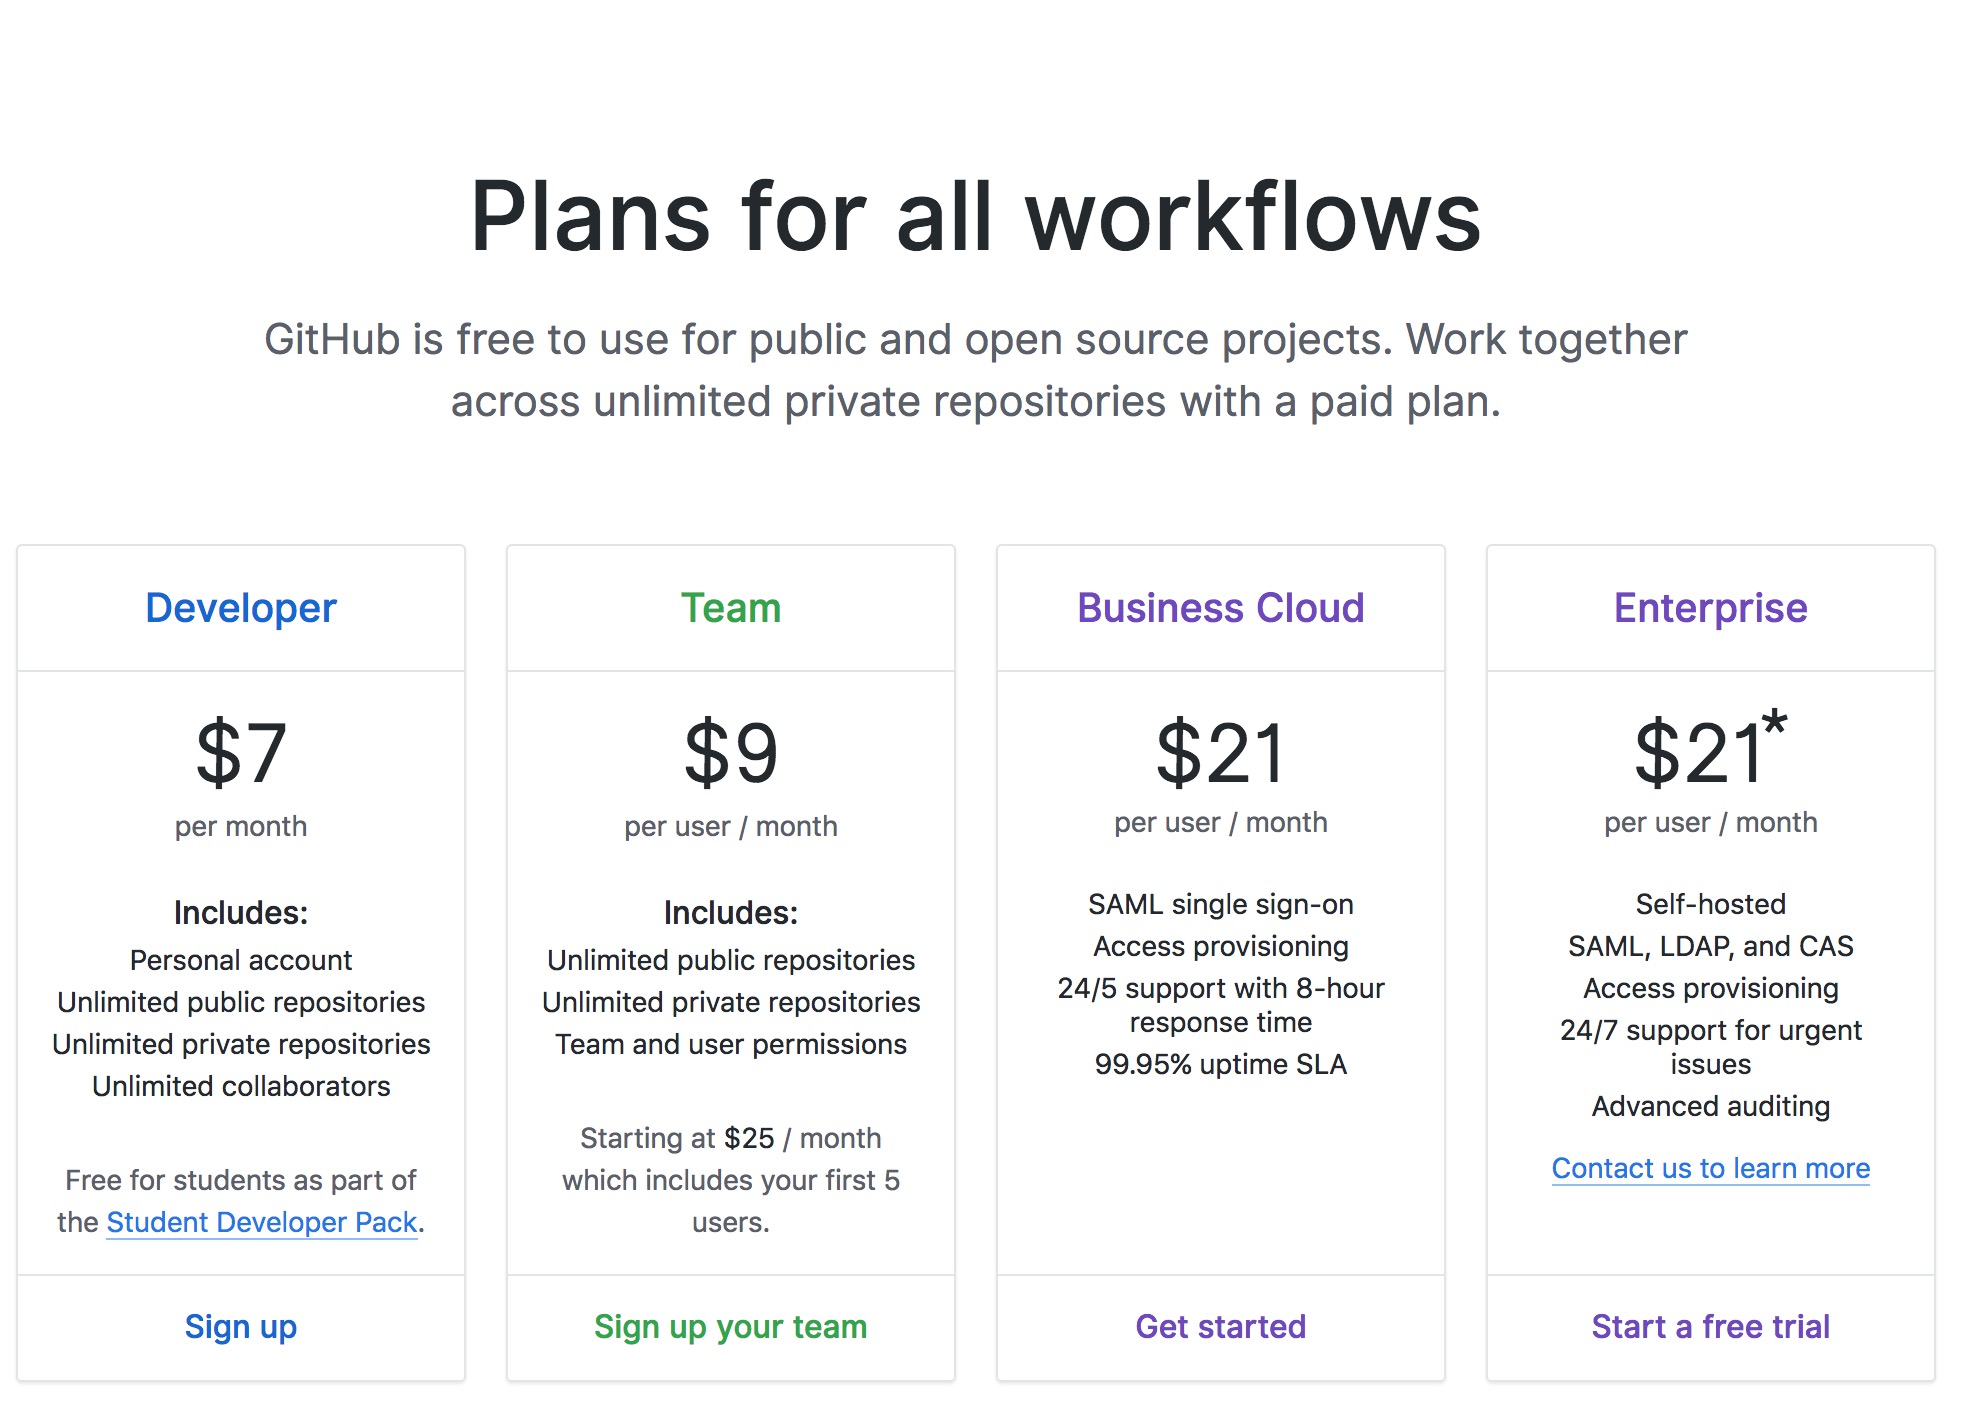 Plans for all workflows
GitHub is free to use for public and open source projects. Work together
across unlimited private repositories with a paid plan.
Developer
$7
per month
Includes:
Personal account
Unlimited public repositories
Unlimited private repositories
Unlimited collaborators
Free for students as part of
the Student Developer Pack.
Sign up
Team
$9
per user / month
Includes:
Unlimited public repositories
Unlimited private repositories
Team and user permissions
Starting at $25 / month
which includes your first 5
users.
Sign up your team
Business Cloud
$21
per user / month
SAML single sign-on
Access provisioning
24/5 support with 8-hour
response time
99.95% uptime SLA
Get started
Enterprise
$21*
per user / month
Self-hosted
SAML, LDAP, and CAS
Access provisioning
24/7 support for urgent
issues
Advanced auditing
Contact us to learn more
Start a free trial